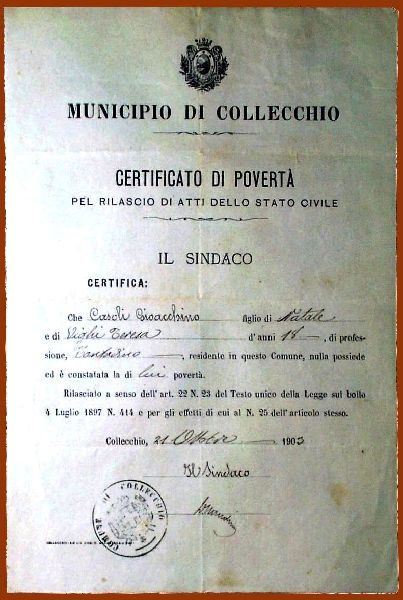 MUNICIPIO DI COLLECCHIO
CERTIFICATO DI POVERTÀ
PEL RILASCIO DI ATTI DELLO STATO CIVILE
IL SINDACO
CERTIFICA:
Che Casoli Gioacchino figlio di Natale
e di Vighi Teresa d'anni 18, di profes-
sione, Contadino, residente in questo Comune, nulla possiede
ed è constatata la di lui povertà.
Rilasciato a senso dell'art. 22 N. 23 del Testo unico della Legge sul bollo
4 Luglio 1897 N. 414 e per gli effetti di cui al N. 25 dell'articolo stesso.
Collecchio, 21 Ottobre 1903
Il Sindaco
COMUNE DI COLLECCHIO